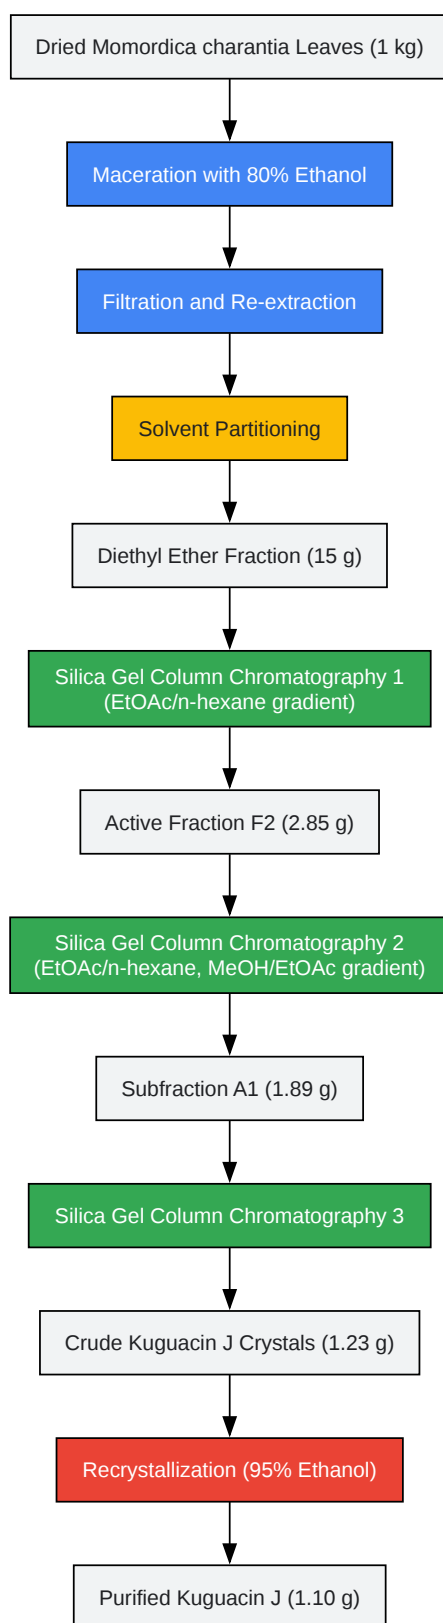 Dried Momordica charantia Leaves (1 kg)
Maceration with 80% Ethanol
Filtration and Re-extraction
Solvent Partitioning
Diethyl Ether Fraction (15 g)
Silica Gel Column Chromatography 1
(EtOAc/n-hexane gradient)
Active Fraction F2 (2.85 g)
Silica Gel Column Chromatography 2
(EtOAc/n-hexane, MeOH/EtOAc gradient)
Subfraction A1 (1.89 g)
Silica Gel Column Chromatography 3
Crude Kuguacin J Crystals (1.23 g)
Recrystallization (95% Ethanol)
Purified Kuguacin J (1.10 g)